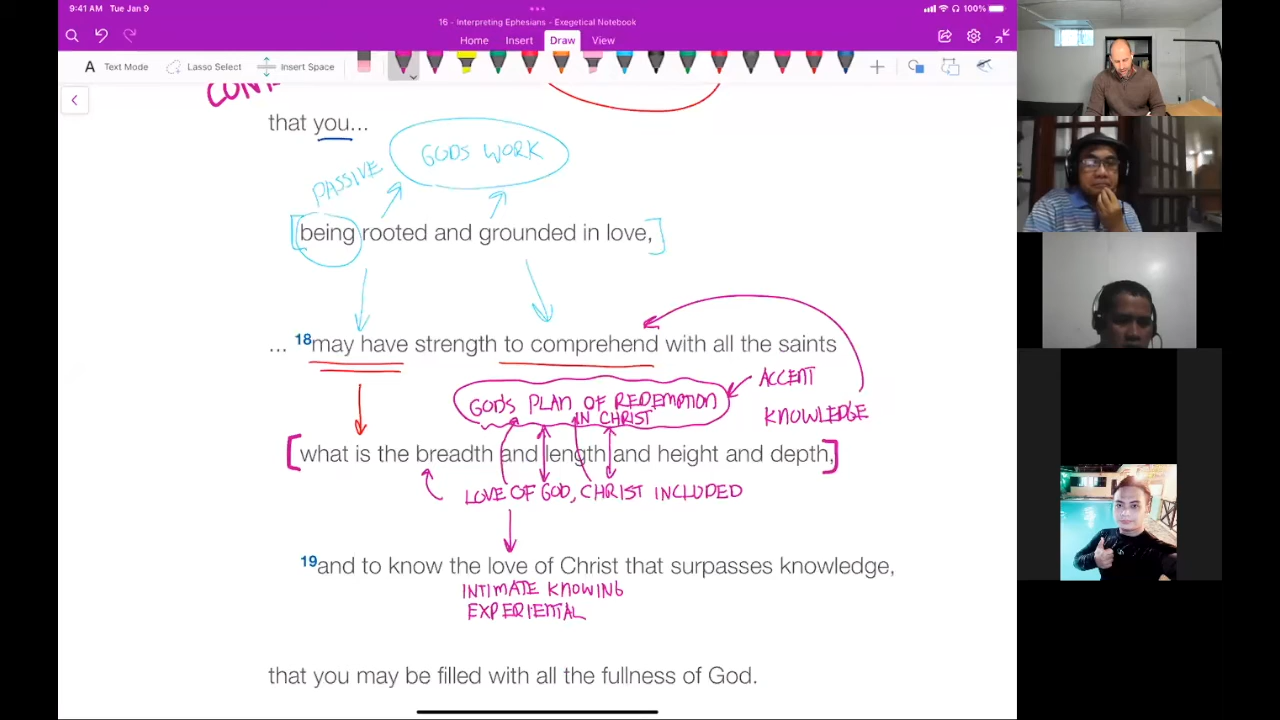 9:41 AM Tue Jan 9
100%
16 - Interpreting Ephesians - Exegetical Notebook
Home Insert Draw View
A Text Mode Lasso Select Insert Space
that you...
GODS WORK
PASSIVE
being rooted and grounded in love,
... 18may have strength to comprehend with all the saints
ACCENT
GOD'S PLAN OF REDEMPTION
IN CHRIST
KNOWLEDGE
what is the breadth and length and height and depth,
LOVE OF GOD, CHRIST INCLUDED
19and to know the love of Christ that surpasses knowledge,
INTIMATE KNOWING
EXPERIENTIAL
that you may be filled with all the fullness of God.